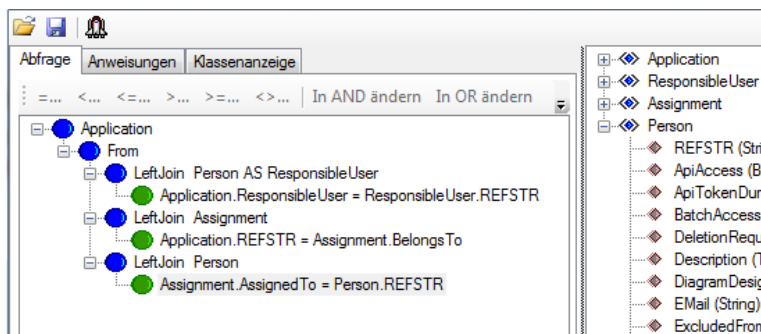 Abfrage Anweisungen Klassenanzeige
=... <... <=... >... >=... <>... In AND ändern In OR ändern
Application
From
LeftJoin Person AS ResponsibleUser
Application.ResponsibleUser = ResponsibleUser.REFSTR
LeftJoin Assignment
Application.REFSTR = Assignment.BelongsTo
LeftJoin Person
Assignment.AssignedTo = Person.REFSTR
Application
ResponsibleUser
Assignment
Person
REFSTR (Stri
ApiAccess (B
ApiTokenDur
BatchAccess
DeletionRequ
Description (T
DiagramDesig
EMail (String)
ExcludedFrom